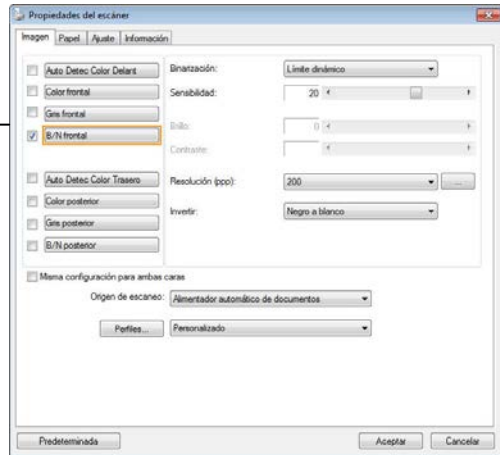 Propiedades del escáner
Imagen Papel Ajuste Información
Auto Detec Color Delant
Color frontal
Gris frontal
B/N frontal
Auto Detec Color Trasero
Color posterior
Gris posterior
B/N posterior
Binarización: Límite dinámico
Sensibilidad: 20
Brillo: 0
Contraste:
Resolución (ppp): 200 ...
Invertir: Negro a blanco
Misma configuración para ambas caras
Origen de escaneo: Alimentador automático de documentos
Perfiles... Personalizado
Predeterminada Aceptar Cancelar